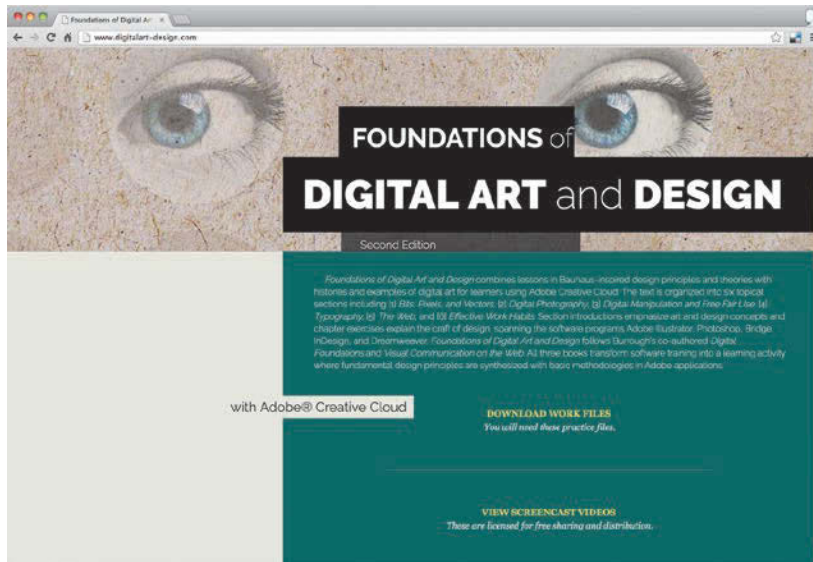 Foundations of Digital Ar
www.digitalart-design.com
FOUNDATIONS of
DIGITAL ART and DESIGN
Second Edition
Foundations of Digital Art and Design combines lessons in Bauhaus-inspired design principles and theories with
histories and examples of digital art for learners using Adobe Creative Cloud. The text is organized into six topical
sections including (1) Bits, Pixels, and Vectors, (2) Digital Photography, (3) Digital Manipulation and Free Fair Use, (4)
Typography, (5) The Web, and (6) Effective Work Habits. Section introductions emphasize art and design concepts and
chapter exercises explain the craft of design, spanning the software programs Adobe Illustrator, Photoshop, Bridge,
InDesign, and Dreamweaver. Foundations of Digital Art and Design follows Burrough's co-authored Digital
Foundations and Visual Communication on the Web. All three books transform software training into a learning activity
where fundamental design principles are synthesized with basic methodologies in Adobe applications.
with Adobe® Creative Cloud
DOWNLOAD WORK FILES
You will need these practice files.
VIEW SCREENCAST VIDEOS
These are licensed for free sharing and distribution.